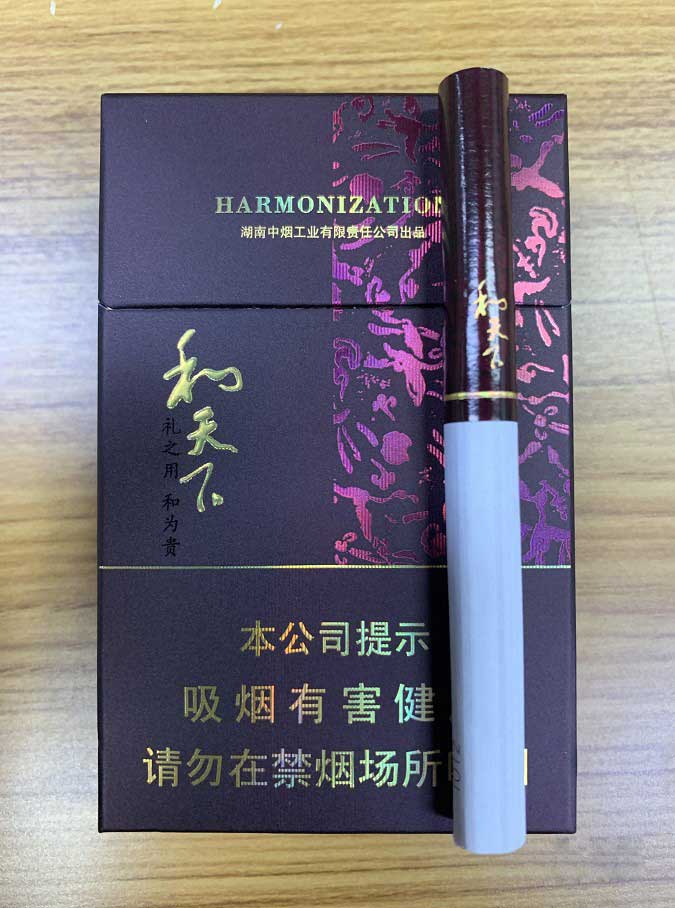 HARMONIZATION
湖南中烟工业有限责任公司出品
和天下
礼之用 和为贵
和天下
本公司提示
吸烟有害健
请勿在禁烟场所